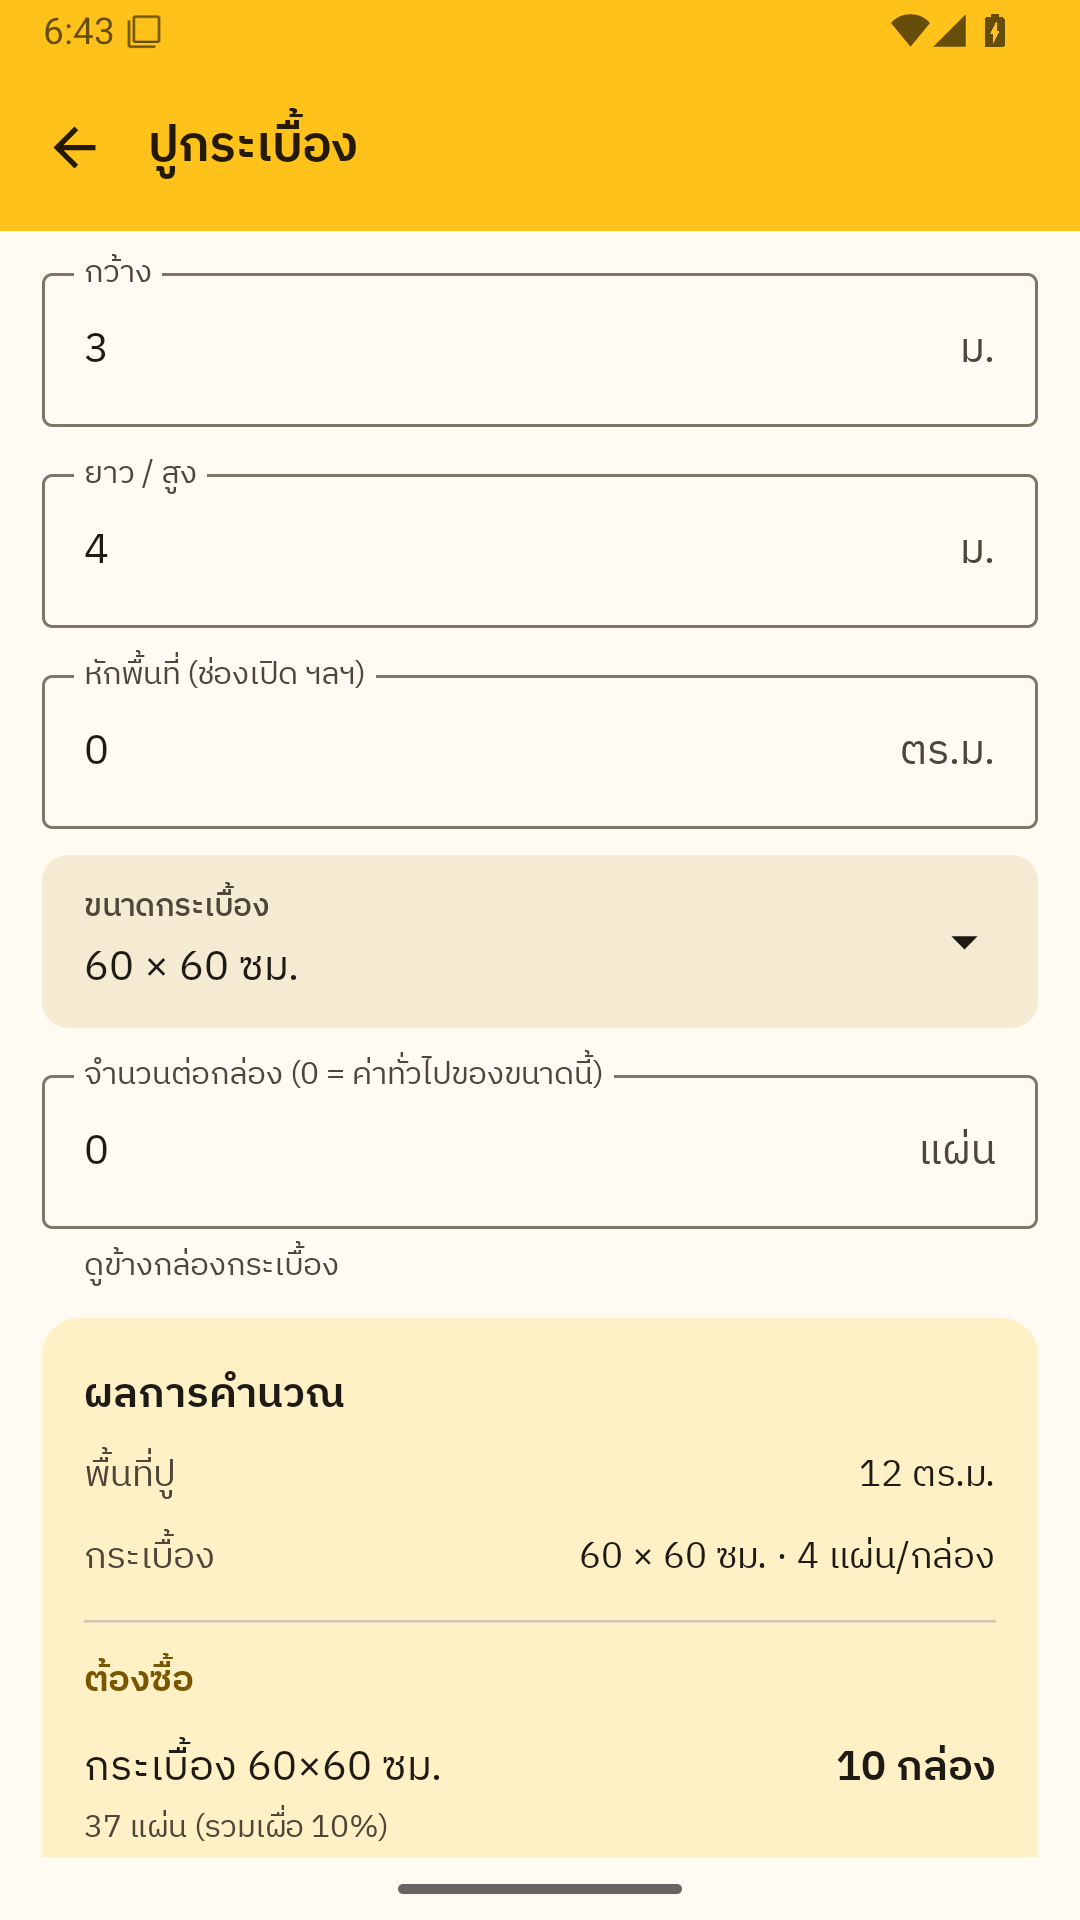 6:43
ปูกระเบื้อง
กว้าง
3 ม.
ยาว / สูง
4 ม.
หักพื้นที่ (ช่องเปิด ฯลฯ)
0 ตร.ม.
ขนาดกระเบื้อง
60 × 60 ซม.
จำนวนต่อกล่อง (0 = ค่าทั่วไปของขนาดนี้)
0 แผ่น
ดูข้างกล่องกระเบื้อง
ผลการคำนวณ
พื้นที่ปู 12 ตร.ม.
กระเบื้อง 60 × 60 ซม. · 4 แผ่น/กล่อง
ต้องซื้อ
กระเบื้อง 60×60 ซม. 10 กล่อง
37 แผ่น (รวมเผื่อ 10%)